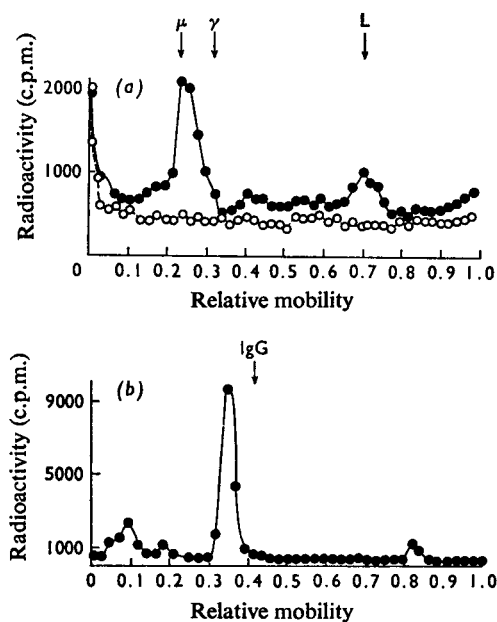 μ γ L
(a)
2000
1000
0 0.1 0.2 0.3 0.4 0.5 0.6 0.7 0.8 0.9 1.0
Radioactivity (c.p.m.)
Relative mobility
IgG
(b)
9000
5000
1000
0 0.1 0.2 0.3 0.4 0.5 0.6 0.7 0.8 0.9 1.0
Radioactivity (c.p.m.)
Relative mobility